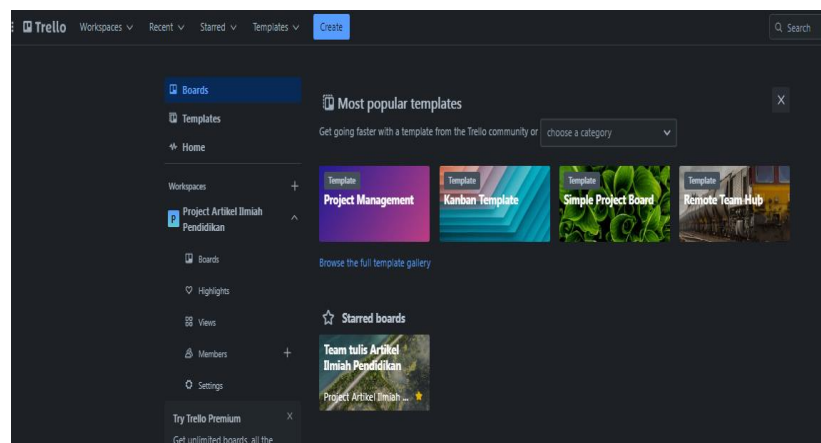 Trello Workspaces Recent Starred Templates Create Search
Boards
Templates
Home
Workspaces
P Project Artikel Ilmiah
Pendidikan
Boards
Highlights
Views
Members
Settings
Try Trello Premium X
Get unlimited boards, all the
Most popular templates X
Get going faster with a template from the Trello community or choose a category
Template
Project Management
Template
Kanban Template
Template
Simple Project Board
Template
Remote Team Hub
Browse the full template gallery
Starred boards
Team tulis Artikel
Ilmiah Pendidikan
Project Artikel Ilmiah ...